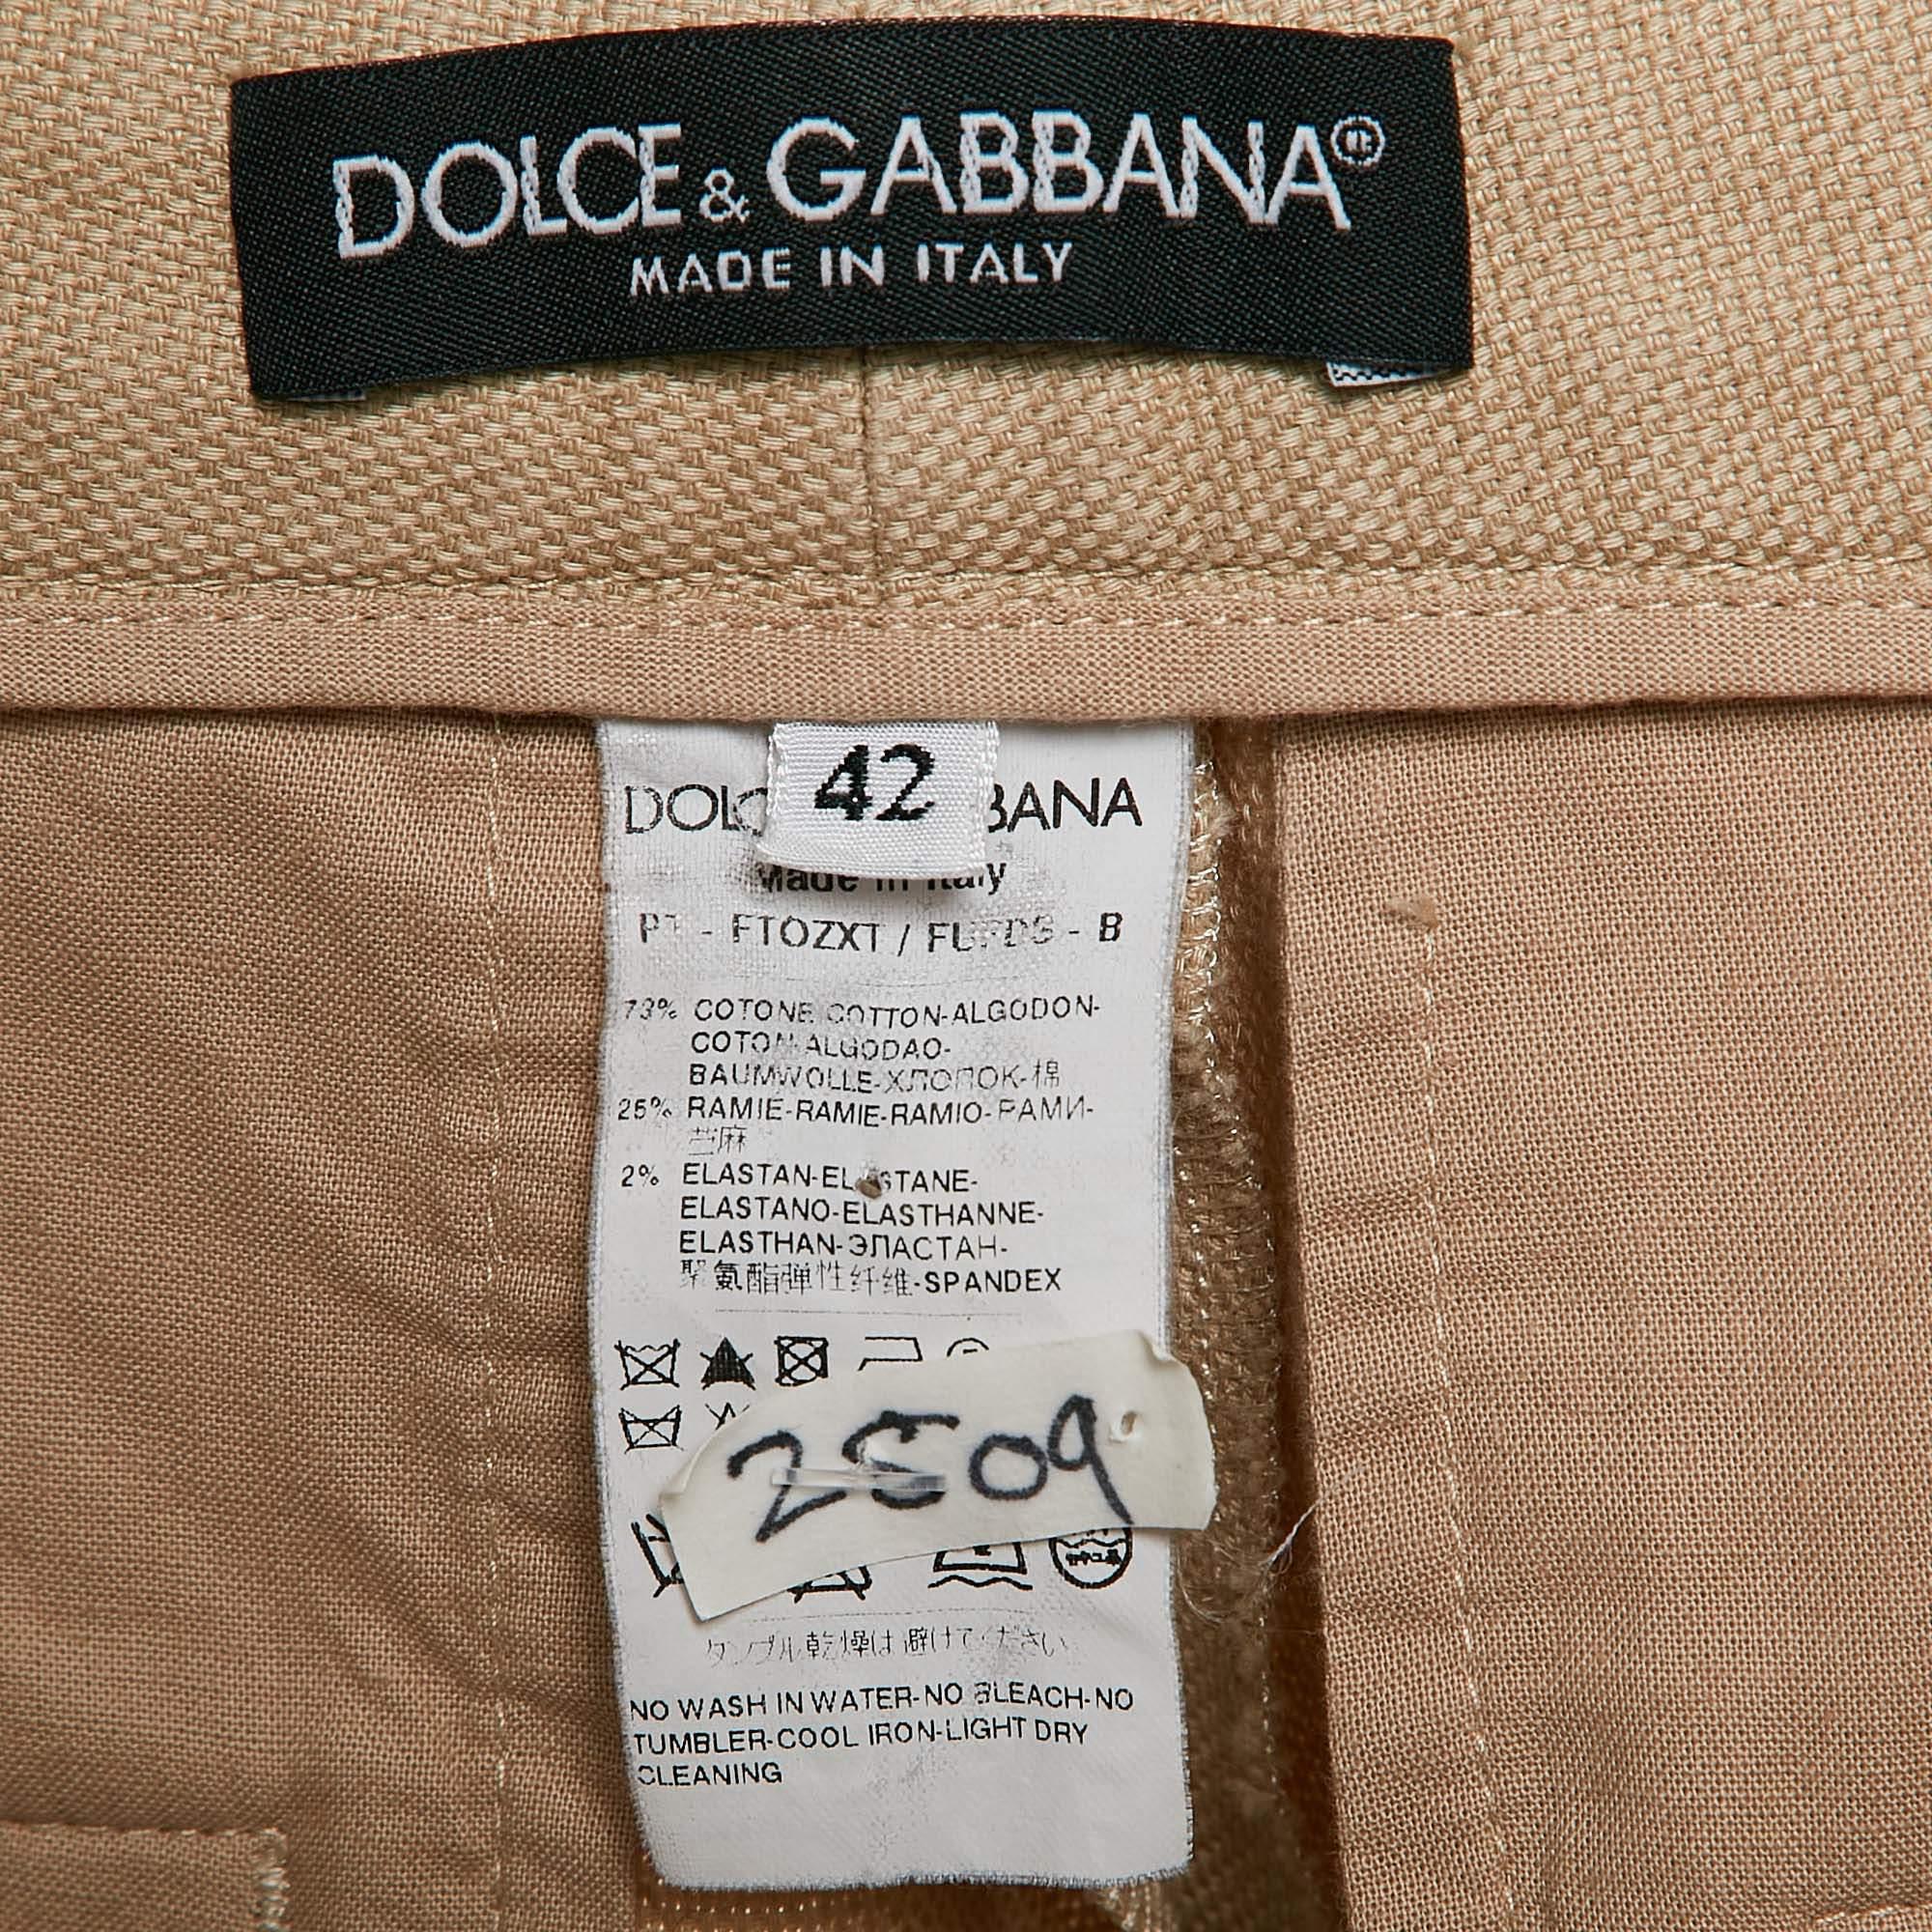 DOLCE & GABBANA®
MADE IN ITALY
42
Made in Italy
FTOZXT / - B
73% COTONE COTTON-ALGODON-
COTON-ALGODAO-
BAUMWOLLE-ХЛОПОК-棉
25% RAMIE-RAMIE-RAMIO-РАМИ-
苎麻
2% ELASTAN-ELASTANE-
ELASTANO-ELASTHANNE-
ELASTHAN-ЭЛАСТАН-
聚氨酯弹性纤维-SPANDEX
2509
タンブル乾燥は避けてください
NO WASH IN WATER-NO BLEACH-NO
TUMBLER-COOL IRON-LIGHT DRY
CLEANING